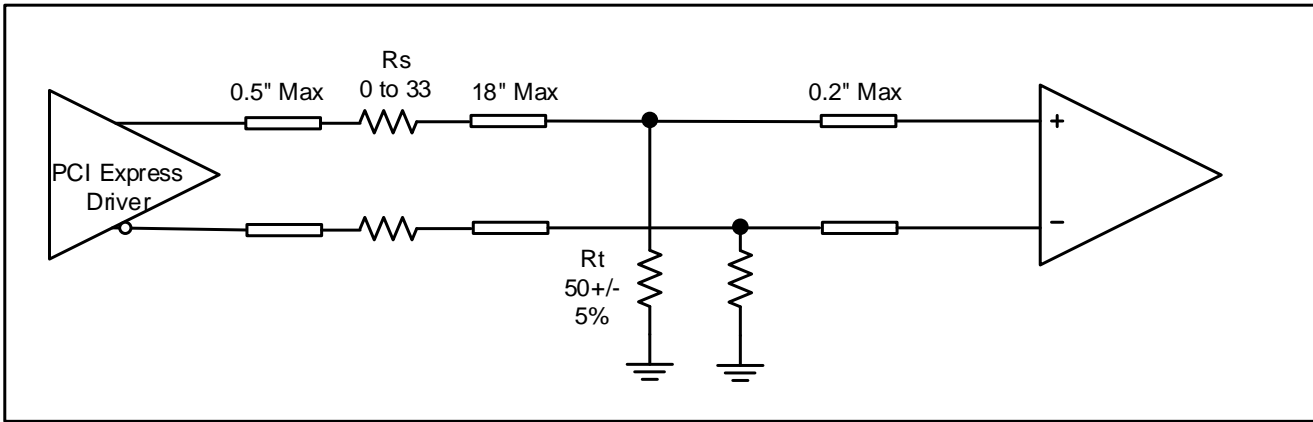 Rs
0 to 33
0.5" Max
18" Max
0.2" Max
PCI Express
Driver
+
−
Rt
50+/-
5%